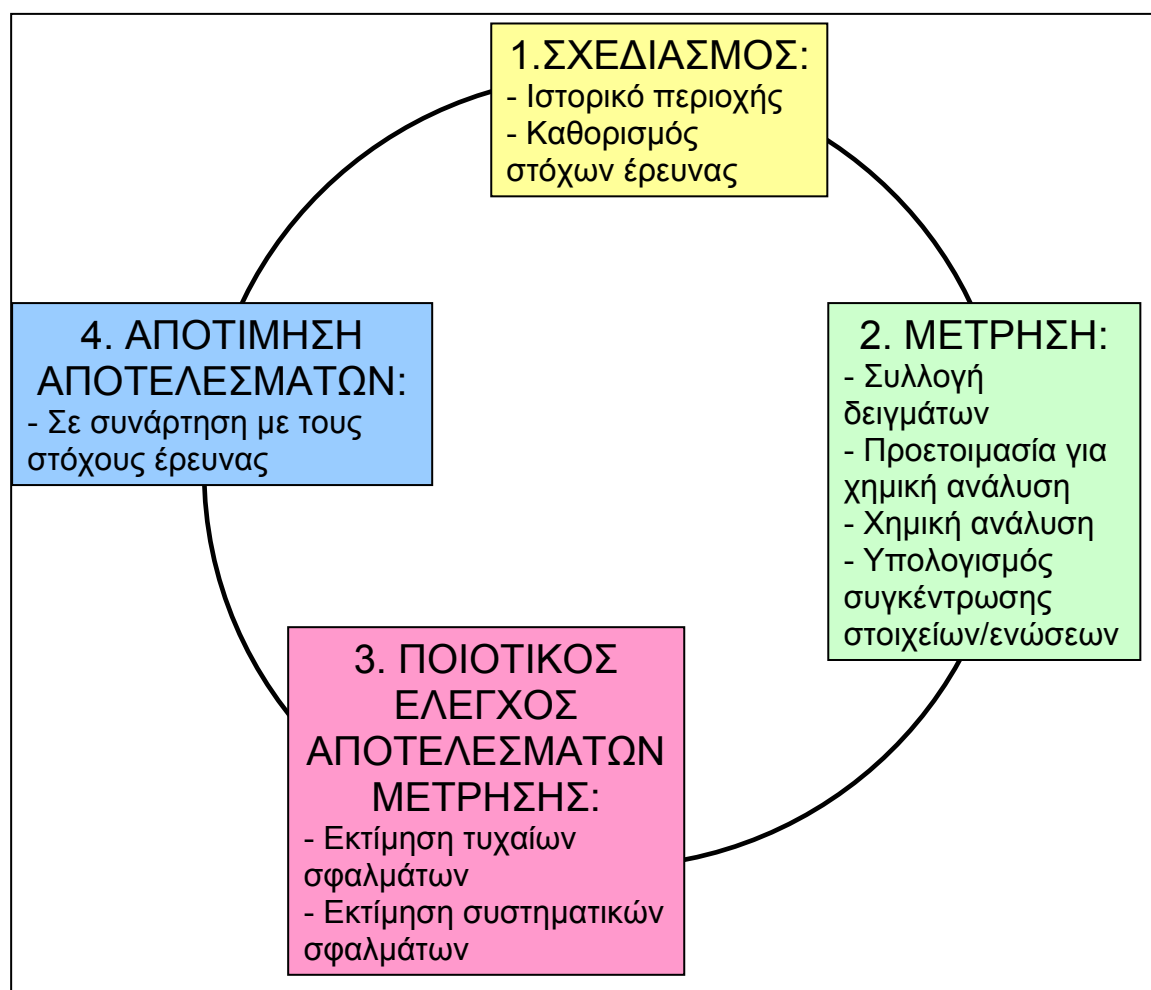 1.ΣΧΕΔΙΑΣΜΟΣ:
- Ιστορικό περιοχής
- Καθορισμός
στόχων έρευνας
2. ΜΕΤΡΗΣΗ:
- Συλλογή
δειγμάτων
- Προετοιμασία για
χημική ανάλυση
- Χημική ανάλυση
- Υπολογισμός
συγκέντρωσης
στοιχείων/ενώσεων
3. ΠΟΙΟΤΙΚΟΣ
ΕΛΕΓΧΟΣ
ΑΠΟΤΕΛΕΣΜΑΤΩΝ
ΜΕΤΡΗΣΗΣ:
- Εκτίμηση τυχαίων
σφαλμάτων
- Εκτίμηση συστηματικών
σφαλμάτων
4. ΑΠΟΤΙΜΗΣΗ
ΑΠΟΤΕΛΕΣΜΑΤΩΝ:
- Σε συνάρτηση με τους
στόχους έρευνας